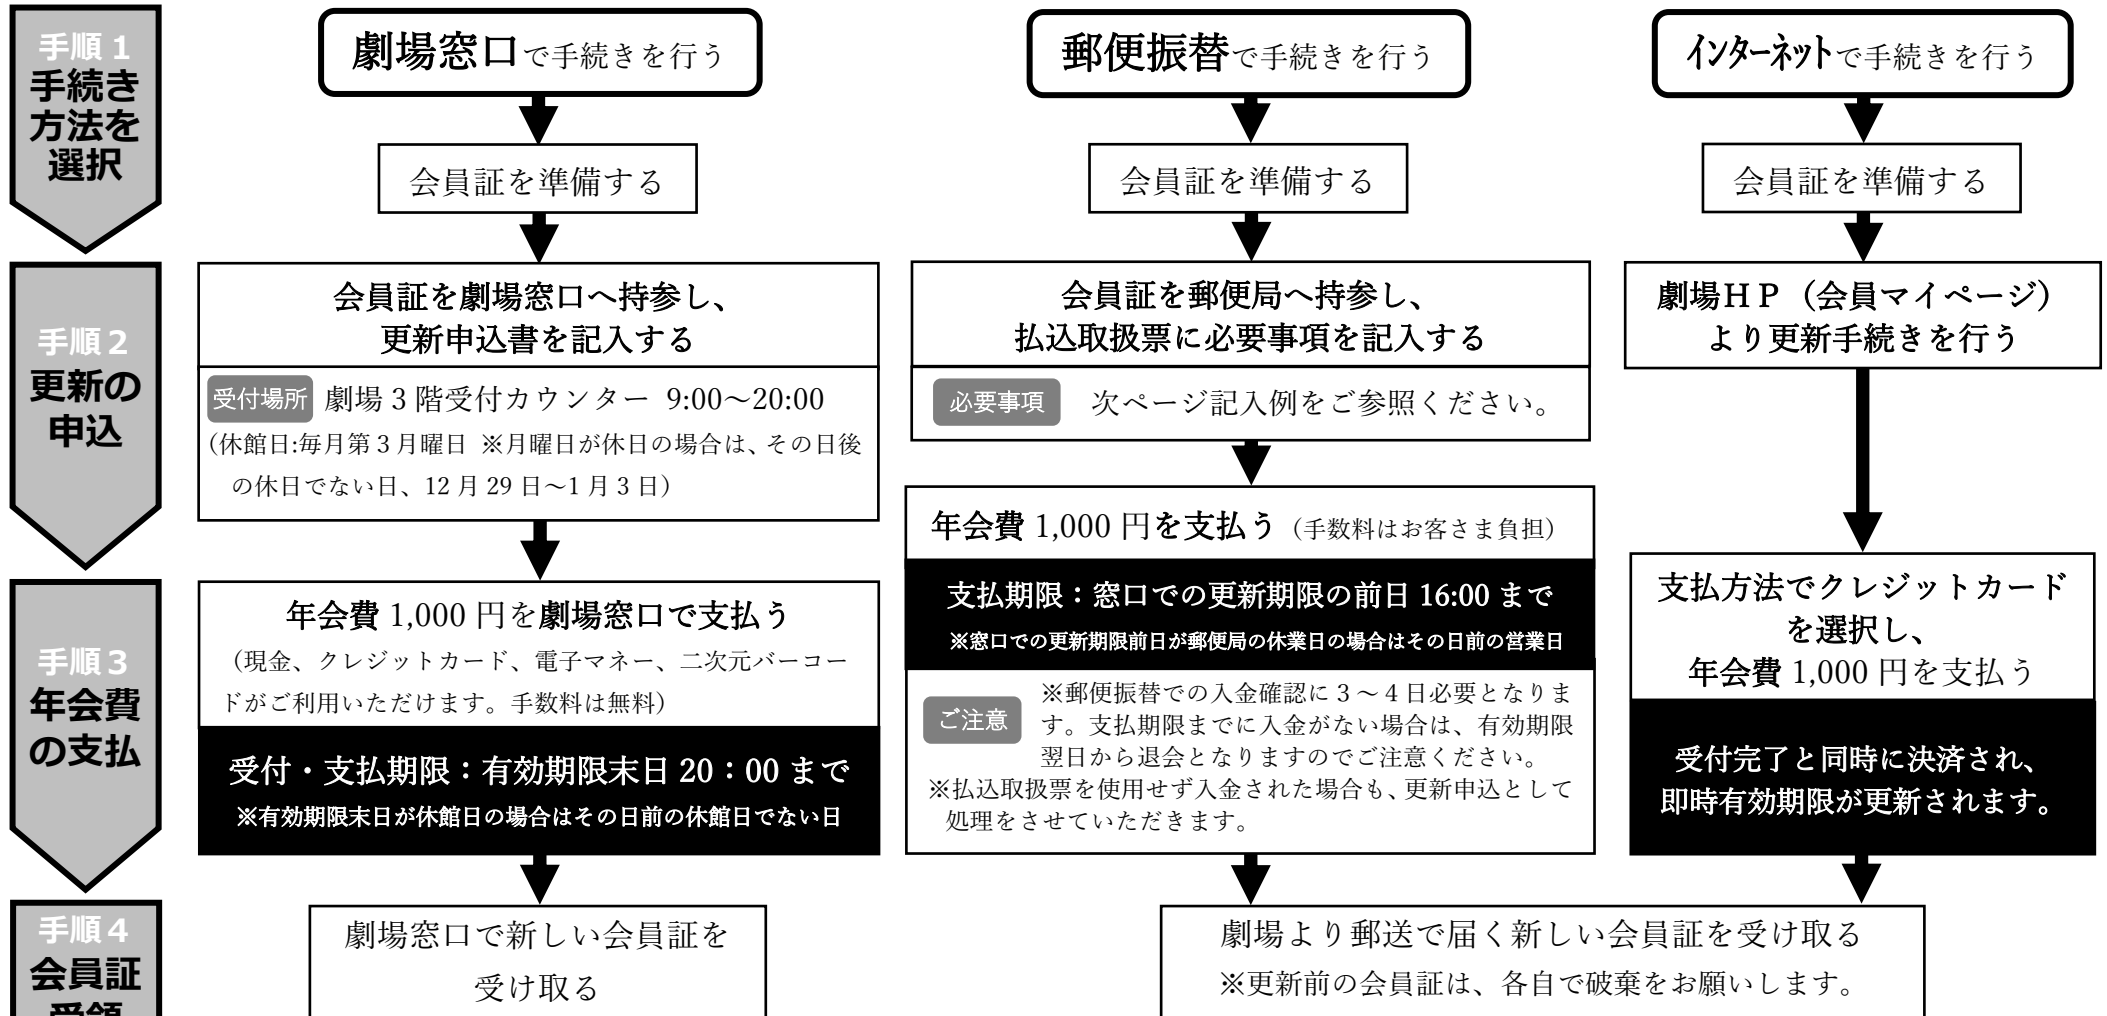 手順１
手続き
方法を
選択
劇場窓口で手続きを行う
会員証を準備する
郵便振替で手続きを行う
会員証を準備する
インターネットで手続きを行う
会員証を準備する
手順２
更新の
申込
会員証を劇場窓口へ持参し、
更新申込書を記入する
受付場所 劇場３階受付カウンター 9:00～20:00
（休館日:毎月第３月曜日 ※月曜日が休日の場合は、その日後
の休日でない日、12月29日～1月3日）
会員証を郵便局へ持参し、
払込取扱票に必要事項を記入する
必要事項 次ページ記入例をご参照ください。
劇場ＨＰ（会員マイページ）
より更新手続きを行う
手順３
年会費
の支払
年会費 1,000 円を劇場窓口で支払う
（現金、クレジットカード、電子マネー、二次元バーコー
ドがご利用いただけます。手数料は無料）
受付・支払期限：有効期限末日 20：00 まで
※有効期限末日が休館日の場合はその日前の休館日でない日
年会費 1,000 円を支払う（手数料はお客さま負担）
支払期限：窓口での更新期限の前日 16:00 まで
※窓口での更新期限前日が郵便局の休業日の場合はその日前の営業日
ご注意 ※郵便振替での入金確認に３～４日必要となりま
す。支払期限までに入金がない場合は、有効期限
翌日から退会となりますのでご注意ください。
※払込取扱票を使用せず入金された場合も、更新申込として
処理をさせていただきます。
支払方法でクレジットカード
を選択し、
年会費 1,000 円を支払う
受付完了と同時に決済され、
即時有効期限が更新されます。
手順４
会員証
受領
劇場窓口で新しい会員証を
受け取る
劇場より郵送で届く新しい会員証を受け取る
※更新前の会員証は、各自で破棄をお願いします。